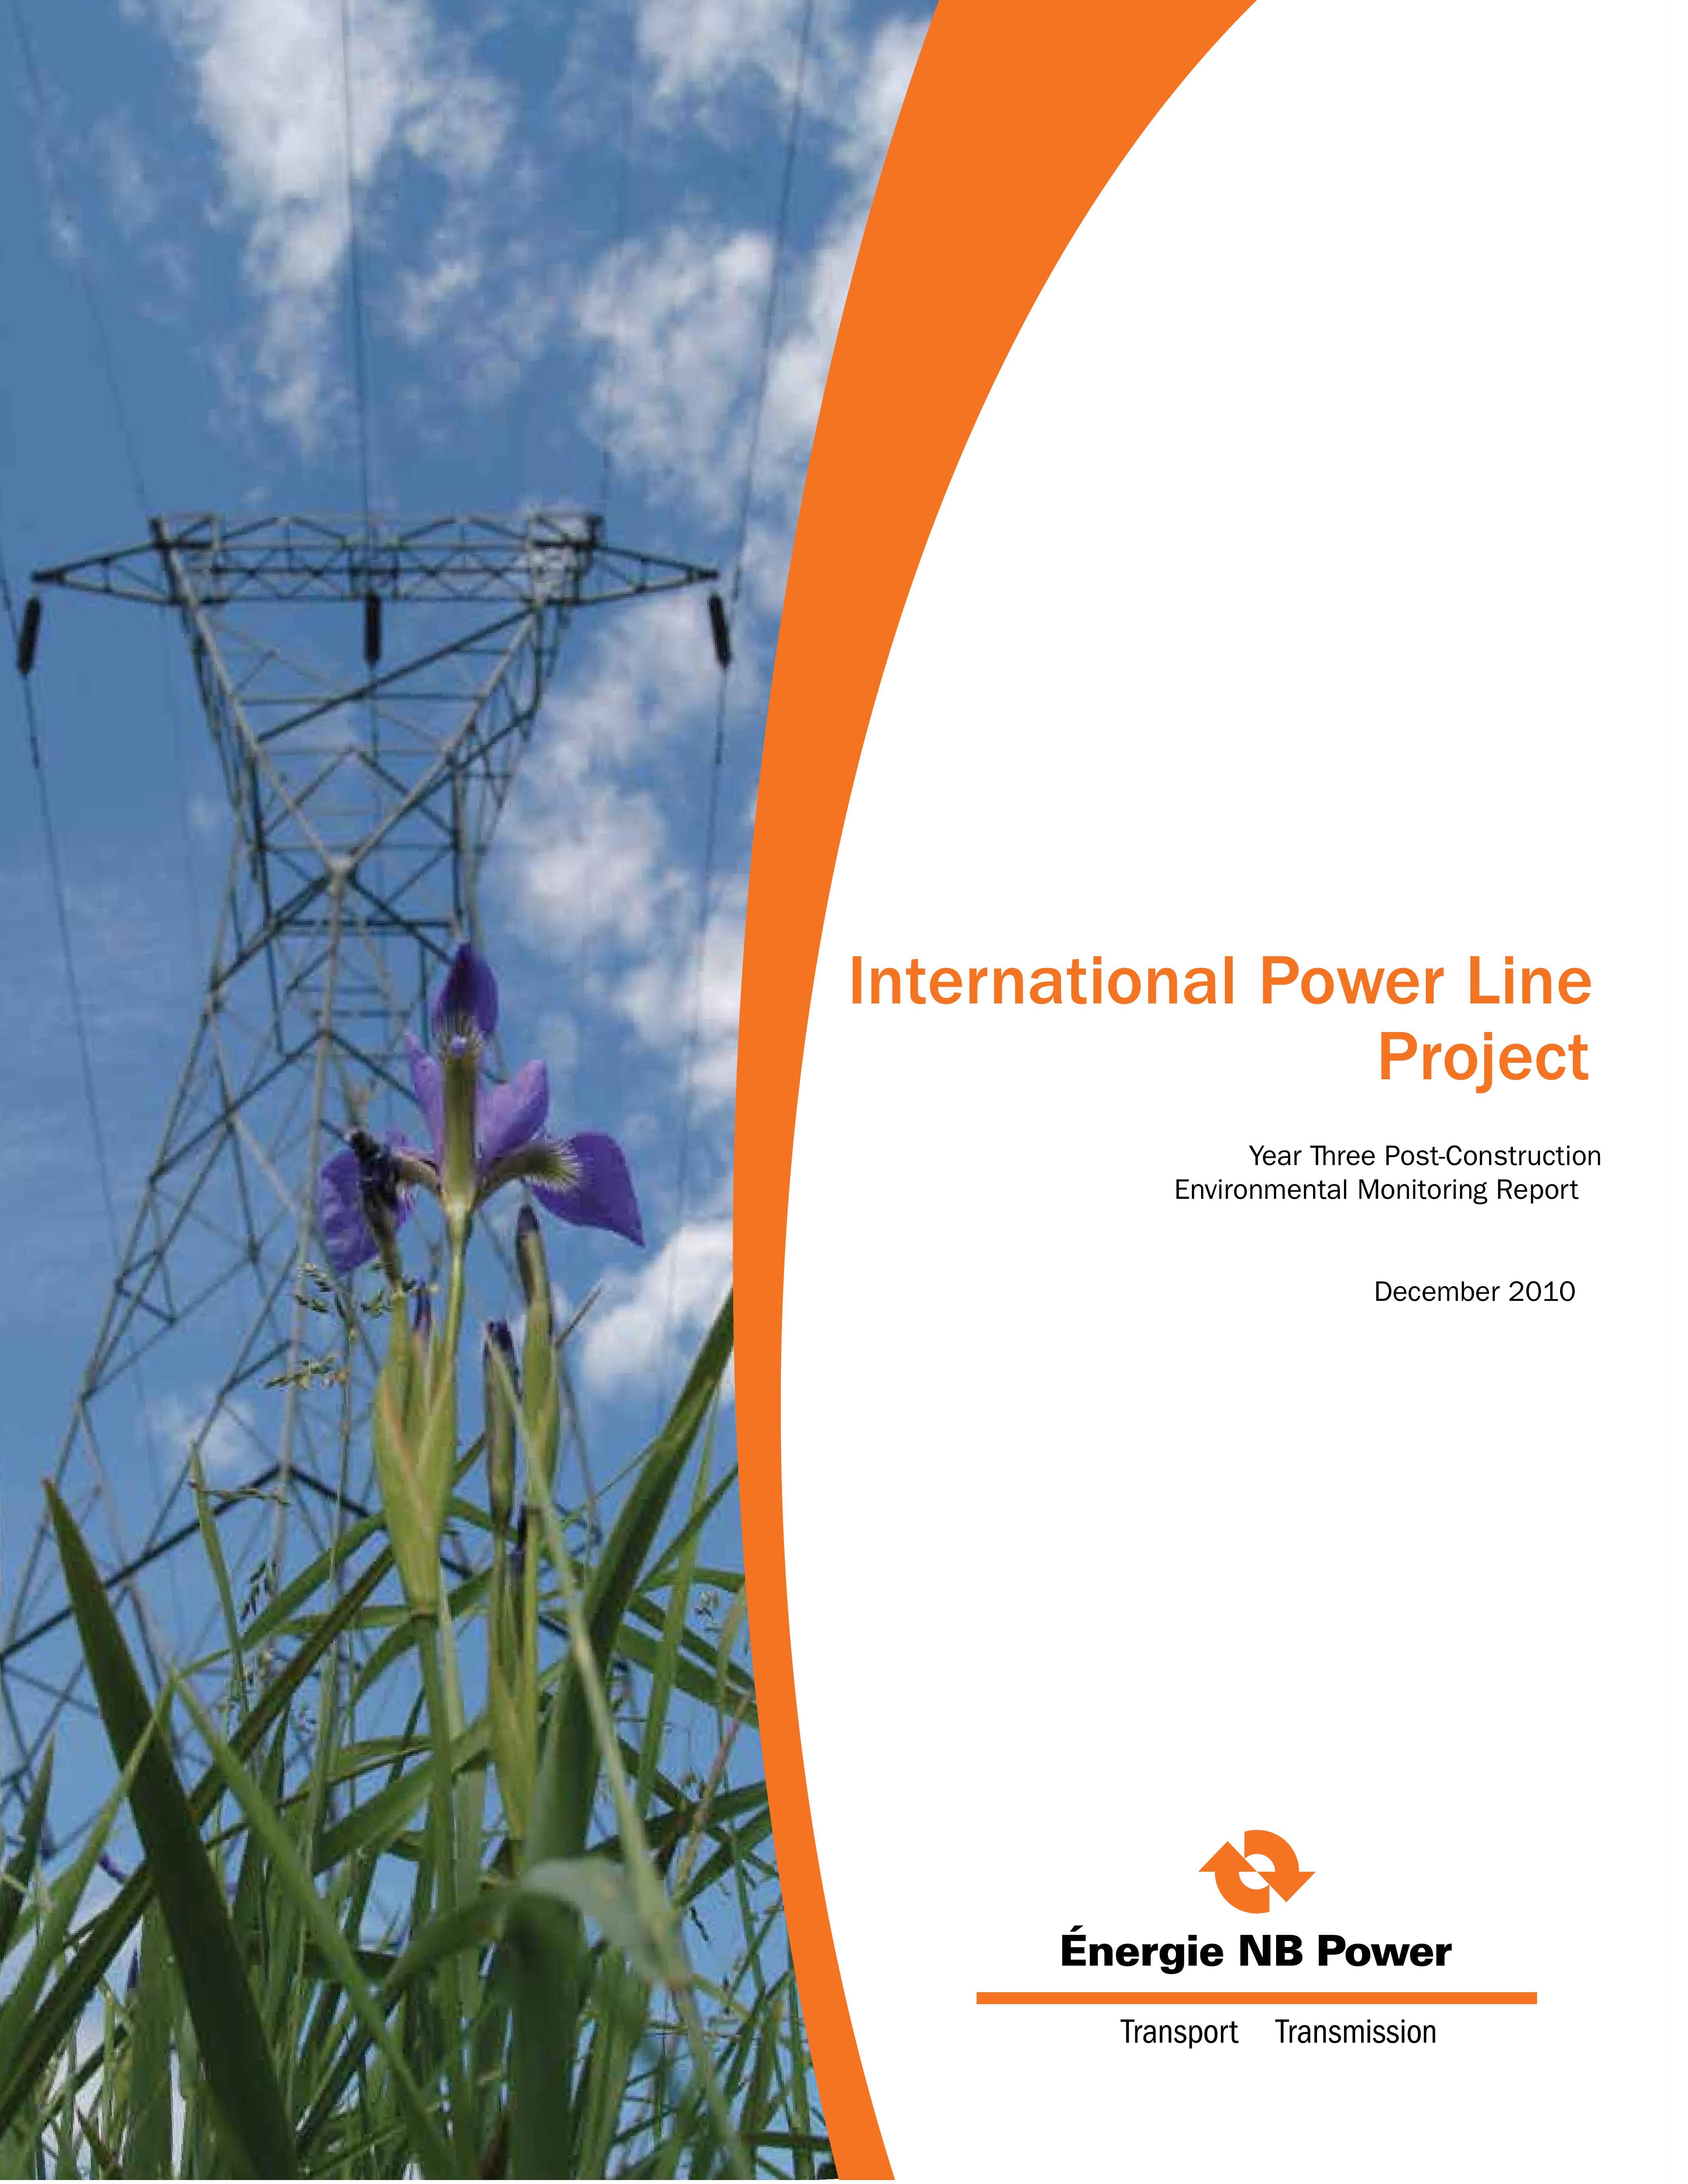 International Power Line
Project
Year Three Post-Construction
Environmental Monitoring Report
December 2010
Énergie NB Power
Transport Transmission